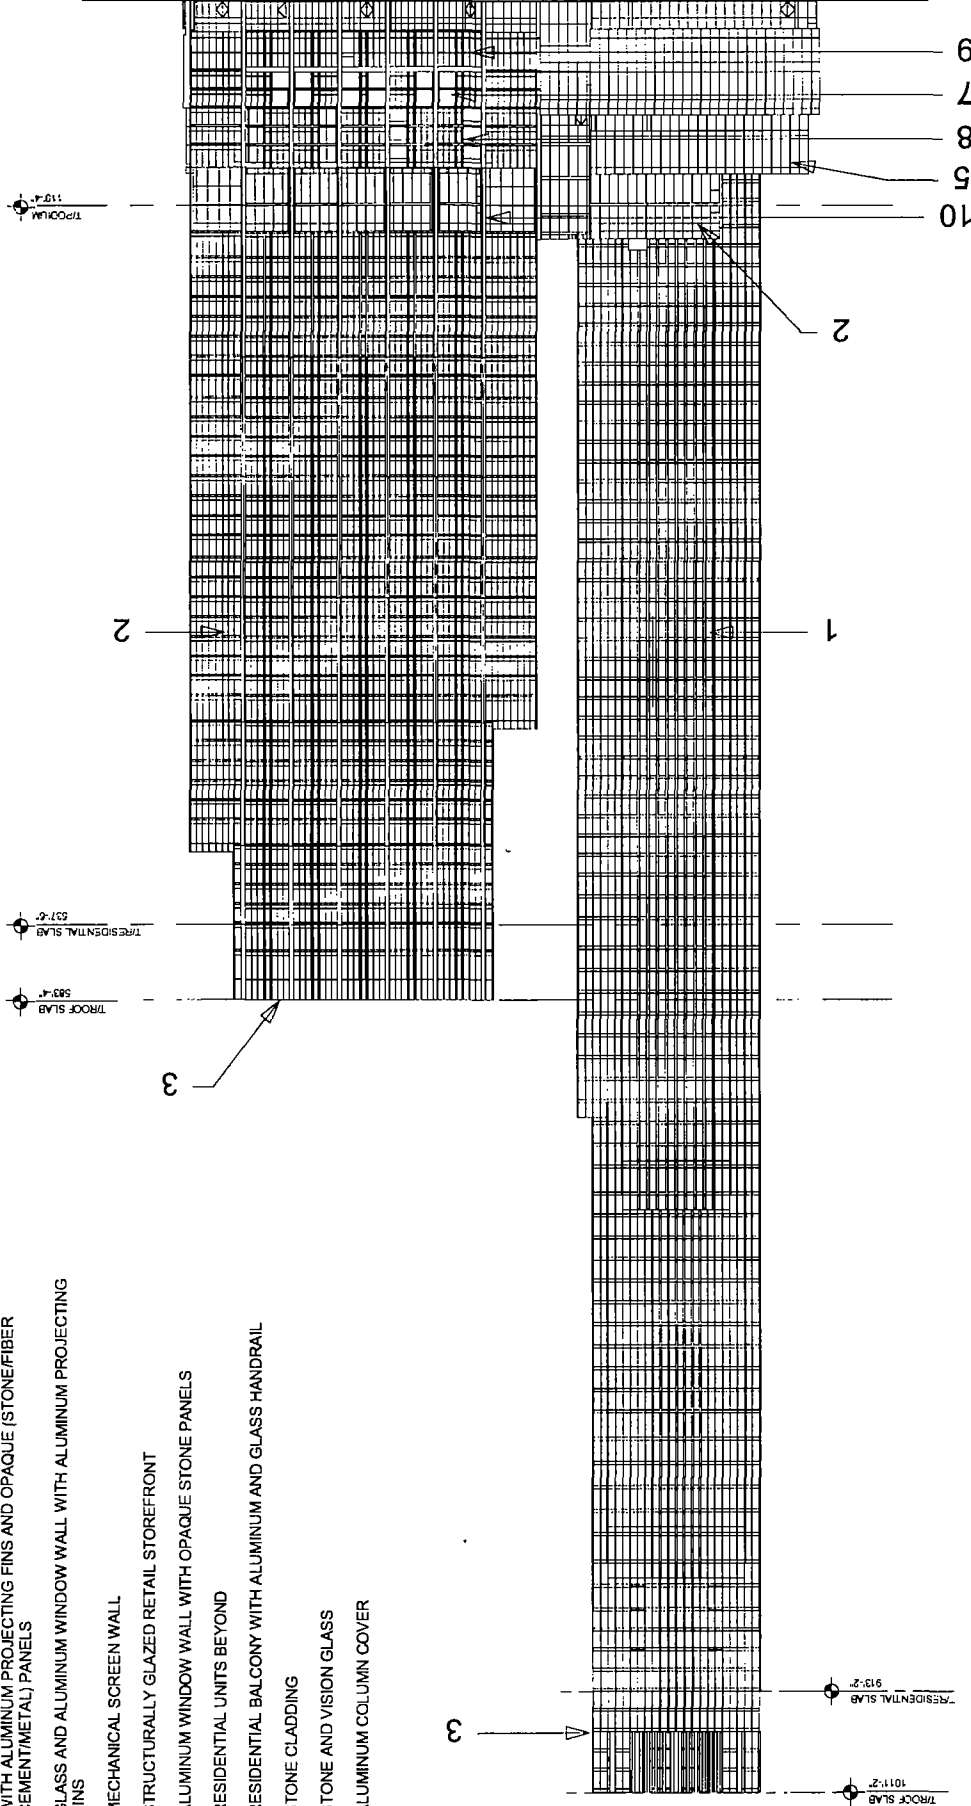 WITH ALUMINUM PROJECTING FINS AND OPAQUE (STONE/FIBER
CEMENT/METAL) PANELS
GLASS AND ALUMINUM WINDOW WALL WITH ALUMINUM PROJECTING
FINS
MECHANICAL SCREEN WALL
STRUCTURALLY GLAZED RETAIL STOREFRONT
ALUMINUM WINDOW WALL WITH OPAQUE STONE PANELS
RESIDENTIAL UNITS BEYOND
RESIDENTIAL BALCONY WITH ALUMINUM AND GLASS HANDRAIL
STONE CLADDING
STONE AND VISION GLASS
ALUMINUM COLUMN COVER
T/ROOF SLAB
1011'-2"
T/RESIDENTIAL SLAB
913'-2"
3
3
T/ROOF SLAB
583'-4"
T/RESIDENTIAL SLAB
537'-6"
1
2
2
T/PODIUM
10
5
8
7
9